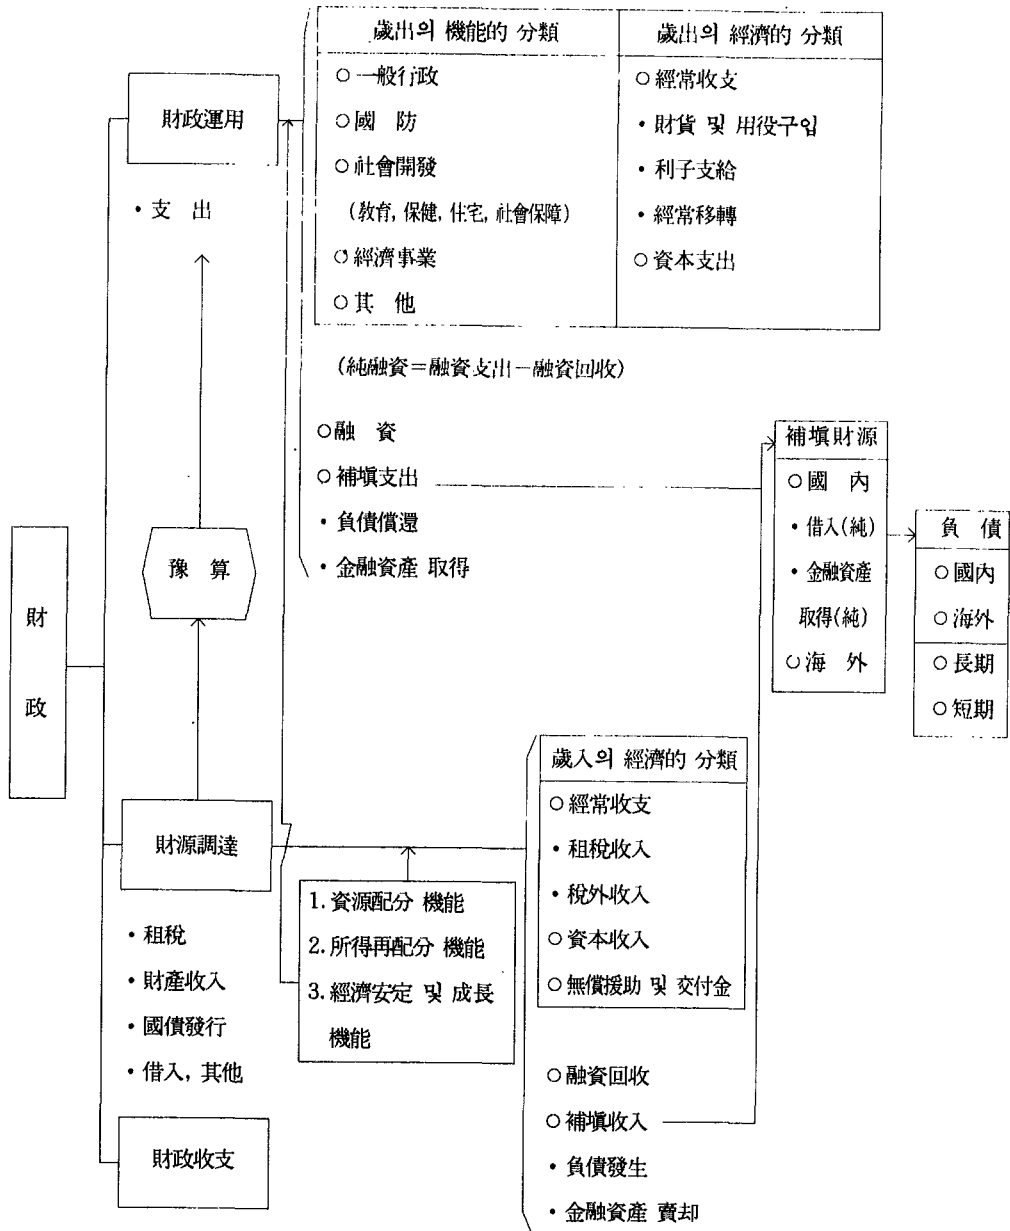 歲出의 機能的 分類
○一般行政
○國 防
○社會開發
(敎育, 保健, 住宅, 社會保障)
○經濟事業
○其 他
歲出의 經濟的 分類
○經常收支
• 財貨 및 用役구입
• 利子支給
• 經常移轉
○資本支出
財政運用
• 支 出
(純融資=融資支出-融資回收)
○融 資
○補塡支出
• 負債償還
• 金融資產 取得
補塡財源
○國 內
• 借入(純)
• 金融資產
取得(純)
○海 外
負 債
○國內
○海外
○長期
○短期
豫 算
財
政
財源調達
• 租稅
• 財產收入
• 國債發行
• 借入, 其他
1. 資源配分 機能
2. 所得再配分 機能
3. 經濟安定 및 成長
機能
歲入의 經濟的 分類
○經常收支
• 租稅收入
• 稅外收入
○資本收入
○無償援助 및 交付金
○融資回收
○補塡收入
• 負債發生
• 金融資產 賣却
財政收支